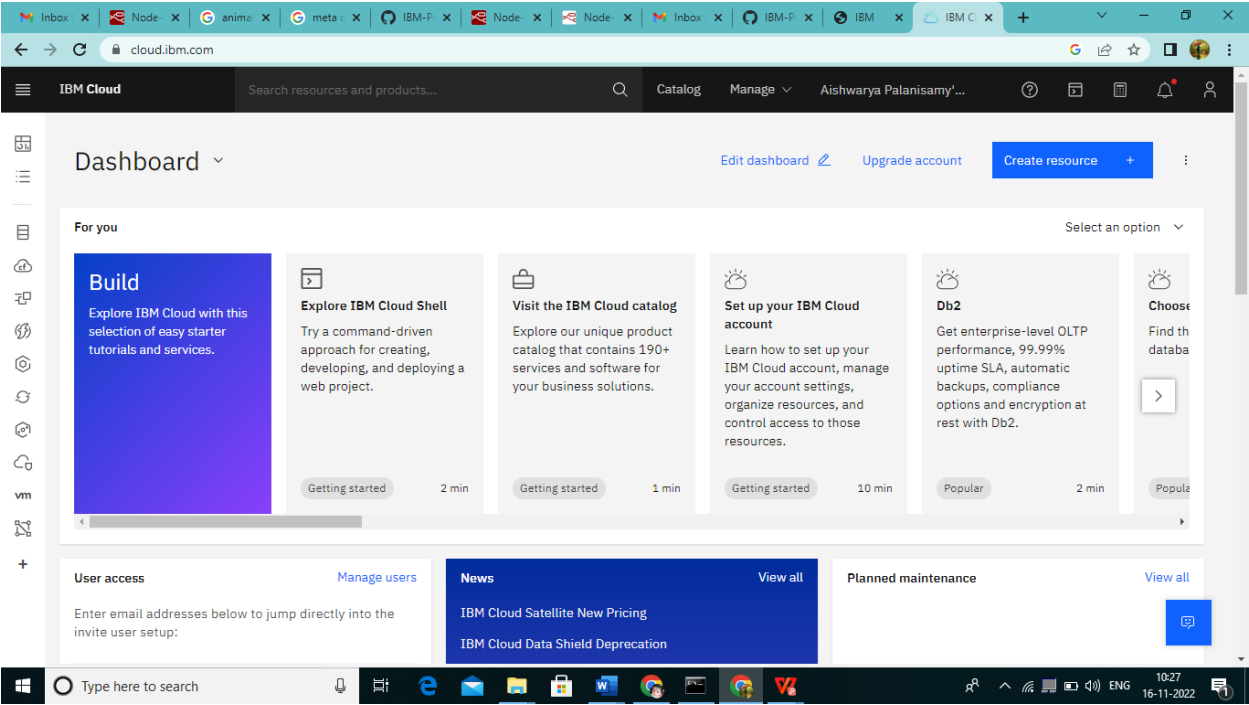 Inbox
Node-
anima
meta c
IBM-P
Node-
Node-
Inbox
IBM-P
IBM
IBM C
cloud.ibm.com
IBM Cloud
Search resources and products...
Catalog
Manage
Aishwarya Palanisamy'...
Dashboard
Edit dashboard
Upgrade account
Create resource +
For you
Select an option
Build
Explore IBM Cloud with this
selection of easy starter
tutorials and services.
Explore IBM Cloud Shell
Try a command-driven
approach for creating,
developing, and deploying a
web project.
Getting started
2 min
Visit the IBM Cloud catalog
Explore our unique product
catalog that contains 190+
services and software for
your business solutions.
Getting started
1 min
Set up your IBM Cloud
account
Learn how to set up your
IBM Cloud account, manage
your account settings,
organize resources, and
control access to those
resources.
Getting started
10 min
Db2
Get enterprise-level OLTP
performance, 99.99%
uptime SLA, automatic
backups, compliance
options and encryption at
rest with Db2.
Popular
2 min
Choose
Find th
databa
Popula
vm
User access
Manage users
Enter email addresses below to jump directly into the
invite user setup:
News
View all
IBM Cloud Satellite New Pricing
IBM Cloud Data Shield Deprecation
Planned maintenance
View all
Type here to search
ENG
10:27
16-11-2022